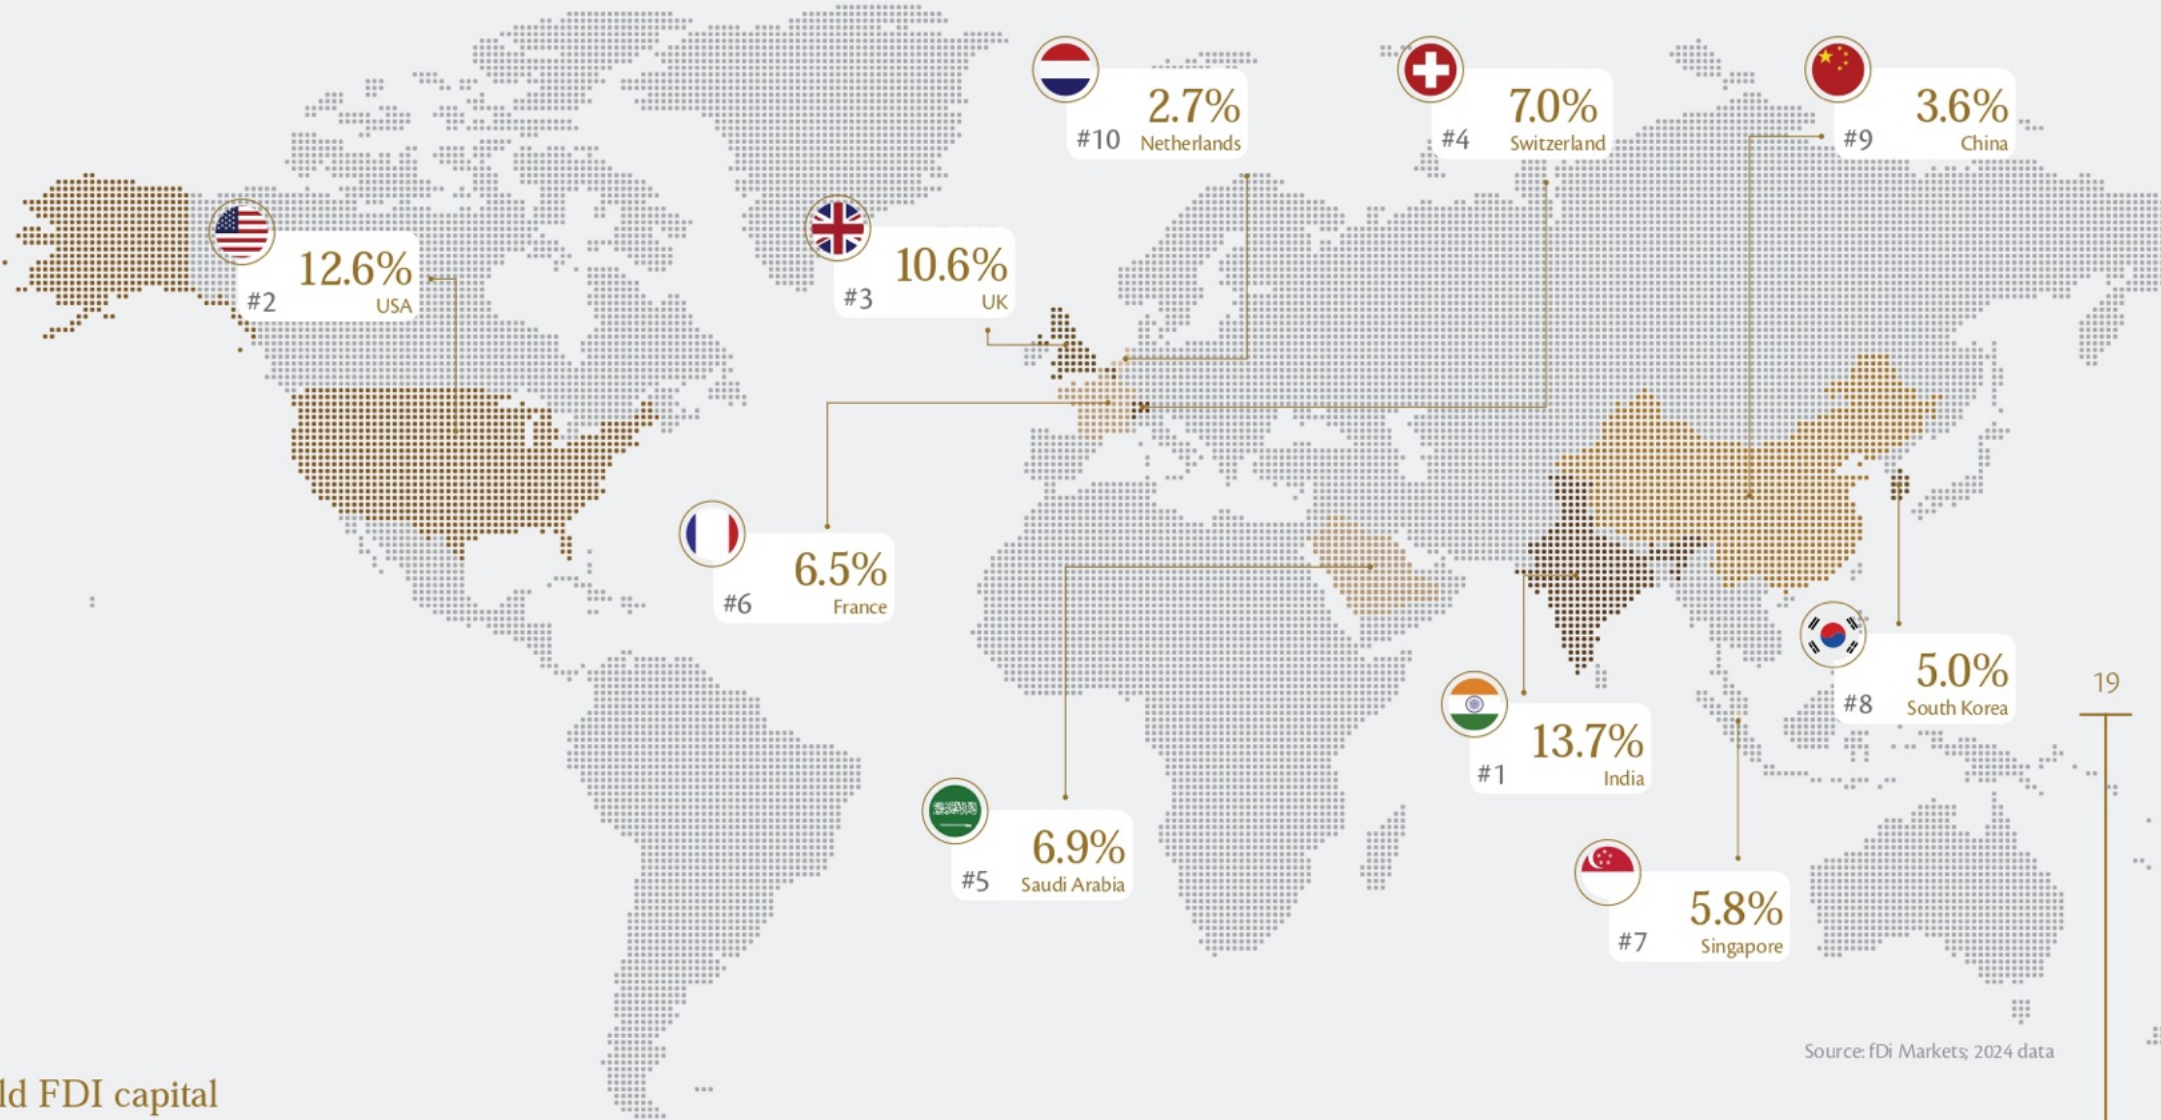 2.7%
#10 Netherlands
7.0%
#4 Switzerland
3.6%
#9 China
12.6%
#2 USA
10.6%
#3 UK
6.5%
#6 France
5.0%
#8 South Korea
19
13.7%
#1 India
6.9%
#5 Saudi Arabia
5.8%
#7 Singapore
Source: fDi Markets; 2024 data
ld FDI capital